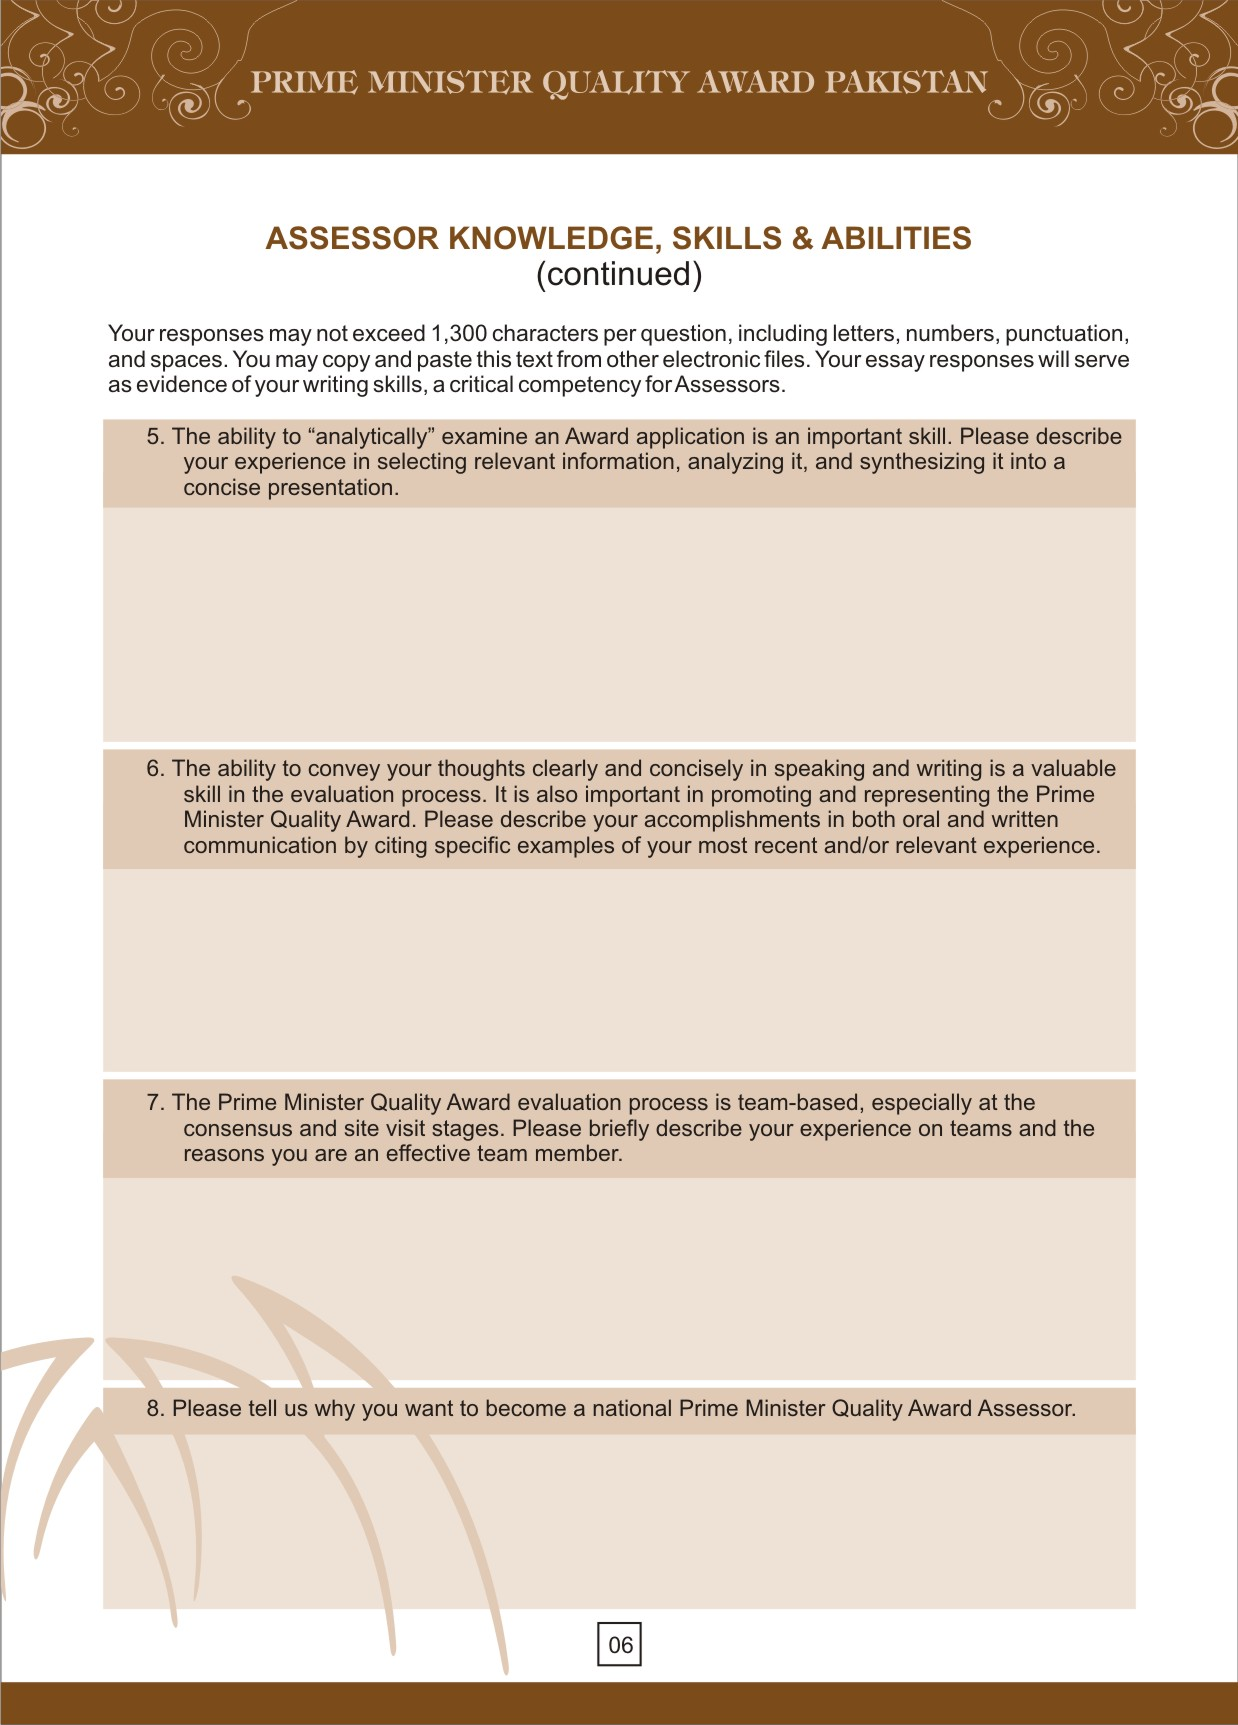 PRIME MINISTER QUALITY AWARD PAKISTAN
ASSESSOR KNOWLEDGE, SKILLS & ABILITIES
(continued)
Your responses may not exceed 1,300 characters per question, including letters, numbers, punctuation,
and spaces. You may copy and paste this text from other electronic files. Your essay responses will serve
as evidence of your writing skills, a critical competency for Assessors.
5. The ability to “analytically” examine an Award application is an important skill. Please describe
your experience in selecting relevant information, analyzing it, and synthesizing it into a
concise presentation.
6. The ability to convey your thoughts clearly and concisely in speaking and writing is a valuable
skill in the evaluation process. It is also important in promoting and representing the Prime
Minister Quality Award. Please describe your accomplishments in both oral and written
communication by citing specific examples of your most recent and/or relevant experience.
7. The Prime Minister Quality Award evaluation process is team-based, especially at the
consensus and site visit stages. Please briefly describe your experience on teams and the
reasons you are an effective team member.
8. Please tell us why you want to become a national Prime Minister Quality Award Assessor.
06